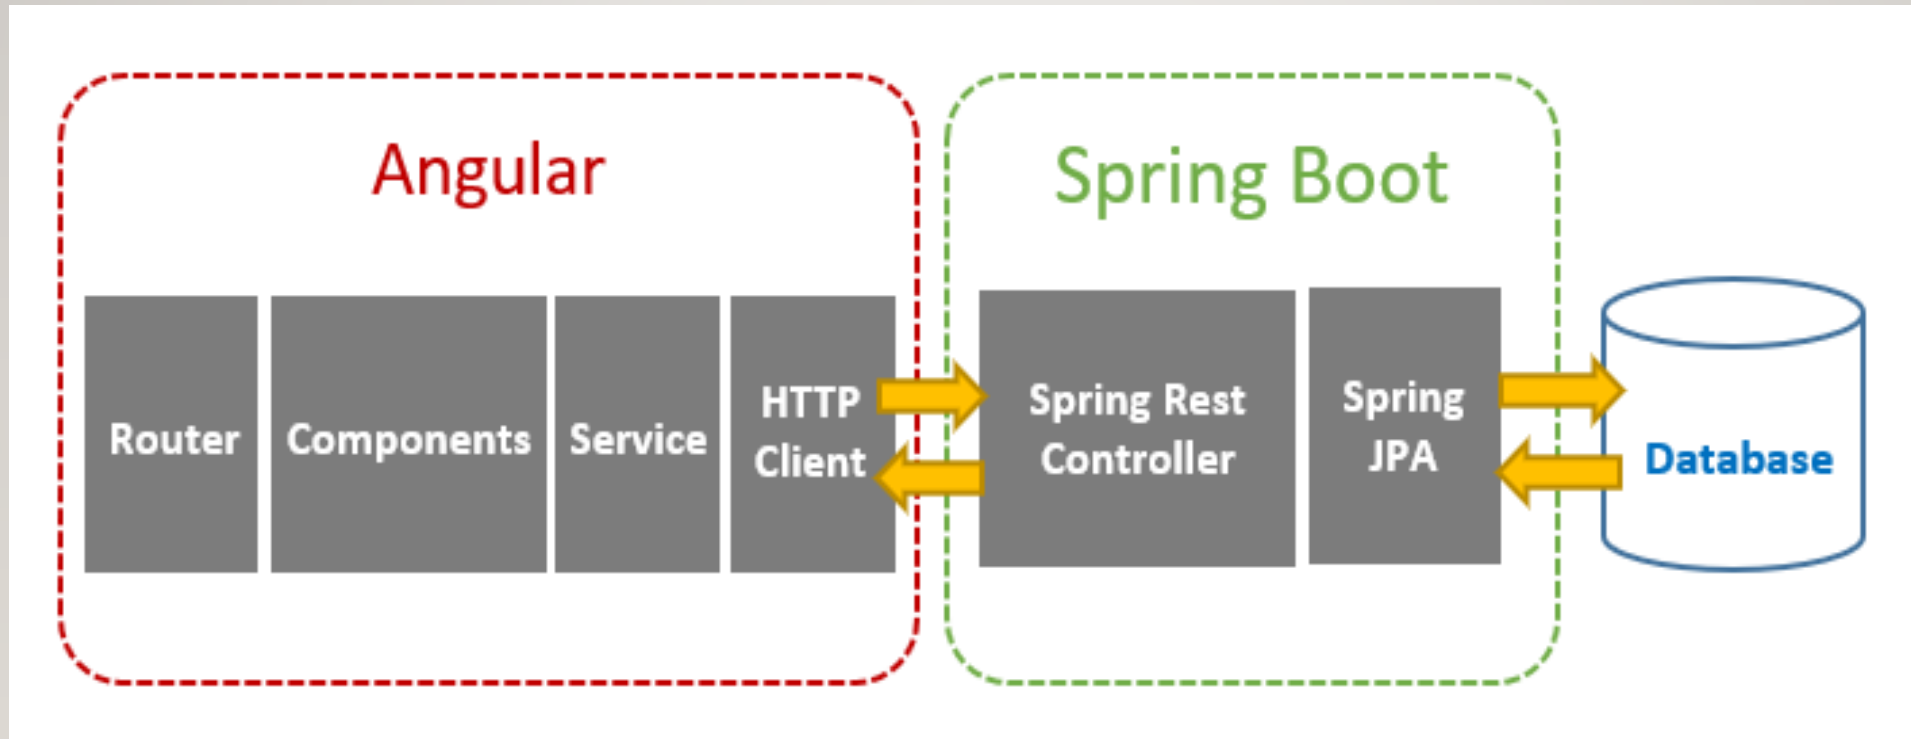 Angular
Spring Boot
Router
Components
Service
HTTP
Client
Spring Rest
Controller
Spring
JPA
Database